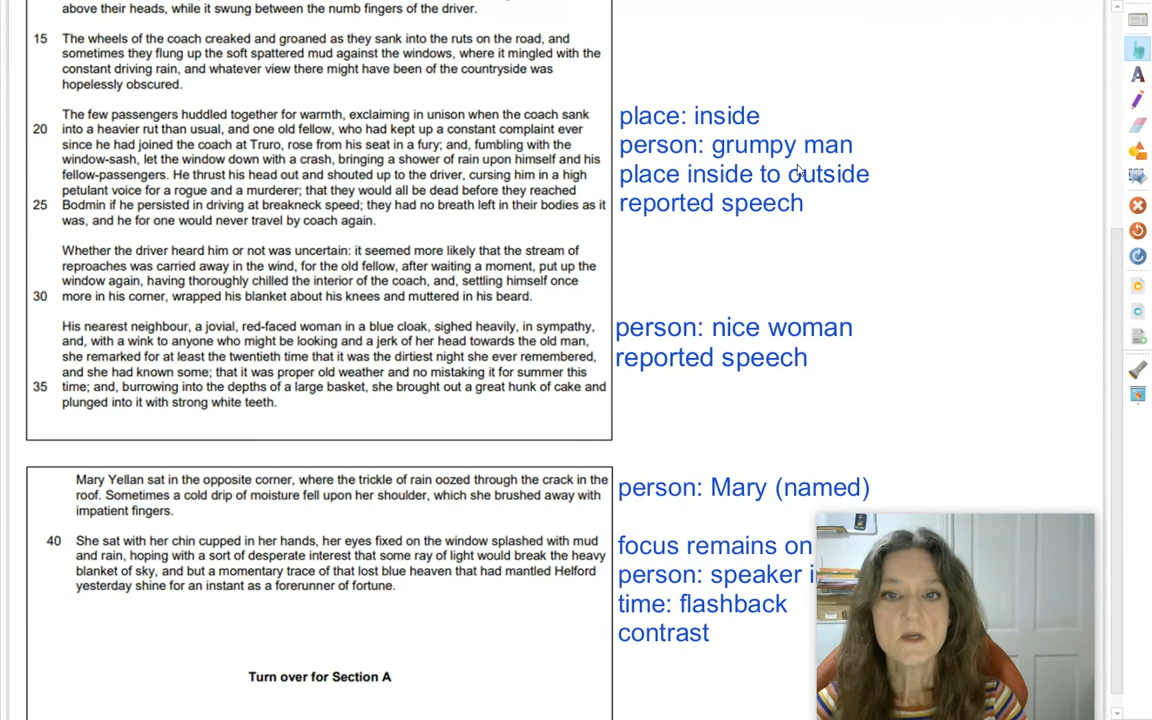 above their heads, while it swung between the numb fingers of the driver.
15 The wheels of the coach creaked and groaned as they sank into the ruts on the road, and
sometimes they flung up the soft spattered mud against the windows, where it mingled with the
constant driving rain, and whatever view there might have been of the countryside was
hopelessly obscured.
The few passengers huddled together for warmth, exclaiming in unison when the coach sank
20 into a heavier rut than usual, and one old fellow, who had kept up a constant complaint ever
since he had joined the coach at Truro, rose from his seat in a fury; and, fumbling with the
window-sash, let the window down with a crash, bringing a shower of rain upon himself and his
fellow-passengers. He thrust his head out and shouted up to the driver, cursing him in a high
petulant voice for a rogue and a murderer; that they would all be dead before they reached
25 Bodmin if he persisted in driving at breakneck speed; they had no breath left in their bodies as it
was, and he for one would never travel by coach again.
place: inside
person: grumpy man
place inside to outside
reported speech
Whether the driver heard him or not was uncertain: it seemed more likely that the stream of
reproaches was carried away in the wind, for the old fellow, after waiting a moment, put up the
window again, having thoroughly chilled the interior of the coach, and, settling himself once
30 more in his corner, wrapped his blanket about his knees and muttered in his beard.
His nearest neighbour, a jovial, red-faced woman in a blue cloak, sighed heavily, in sympathy,
and, with a wink to anyone who might be looking and a jerk of her head towards the old man,
she remarked for at least the twentieth time that it was the dirtiest night she ever remembered,
and she had known some; that it was proper old weather and no mistaking it for summer this
35 time; and, burrowing into the depths of a large basket, she brought out a great hunk of cake and
plunged into it with strong white teeth.
person: nice woman
reported speech
Mary Yellan sat in the opposite corner, where the trickle of rain oozed through the crack in the
roof. Sometimes a cold drip of moisture fell upon her shoulder, which she brushed away with
impatient fingers.
person: Mary (named)
40 She sat with her chin cupped in her hands, her eyes fixed on the window splashed with mud
and rain, hoping with a sort of desperate interest that some ray of light would break the heavy
blanket of sky, and but a momentary trace of that lost blue heaven that had mantled Helford
yesterday shine for an instant as a forerunner of fortune.
focus remains on
person: speaker
time: flashback
contrast
Turn over for Section A